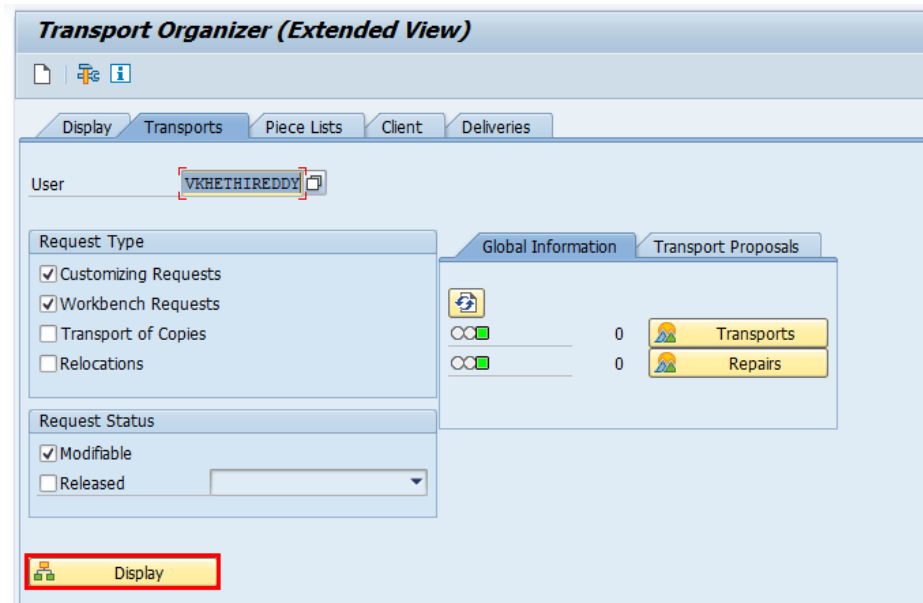 Transport Organizer (Extended View)
Display Transports Piece Lists Client Deliveries
User VKHETHIREDDY
Request Type
Customizing Requests
Workbench Requests
Transport of Copies
Relocations
Global Information Transport Proposals
0 Transports
0 Repairs
Request Status
Modifiable
Released
Display